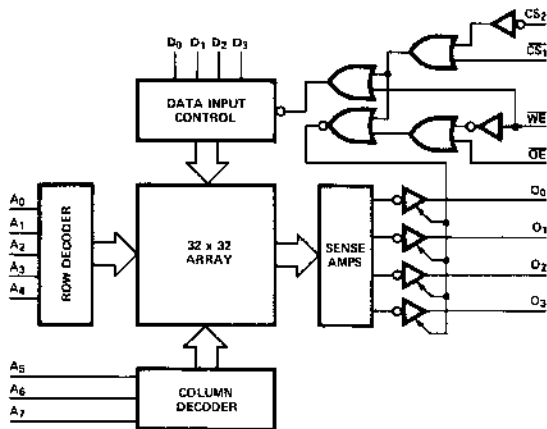 CS2
CS1
D0 D1 D2 D3
DATA INPUT
CONTROL
WE
OE
A0
A1
A2
A3
A4
ROW DECODER
32 x 32
ARRAY
SENSE
AMPS
O0
O1
O2
O3
A5
A6
A7
COLUMN
DECODER